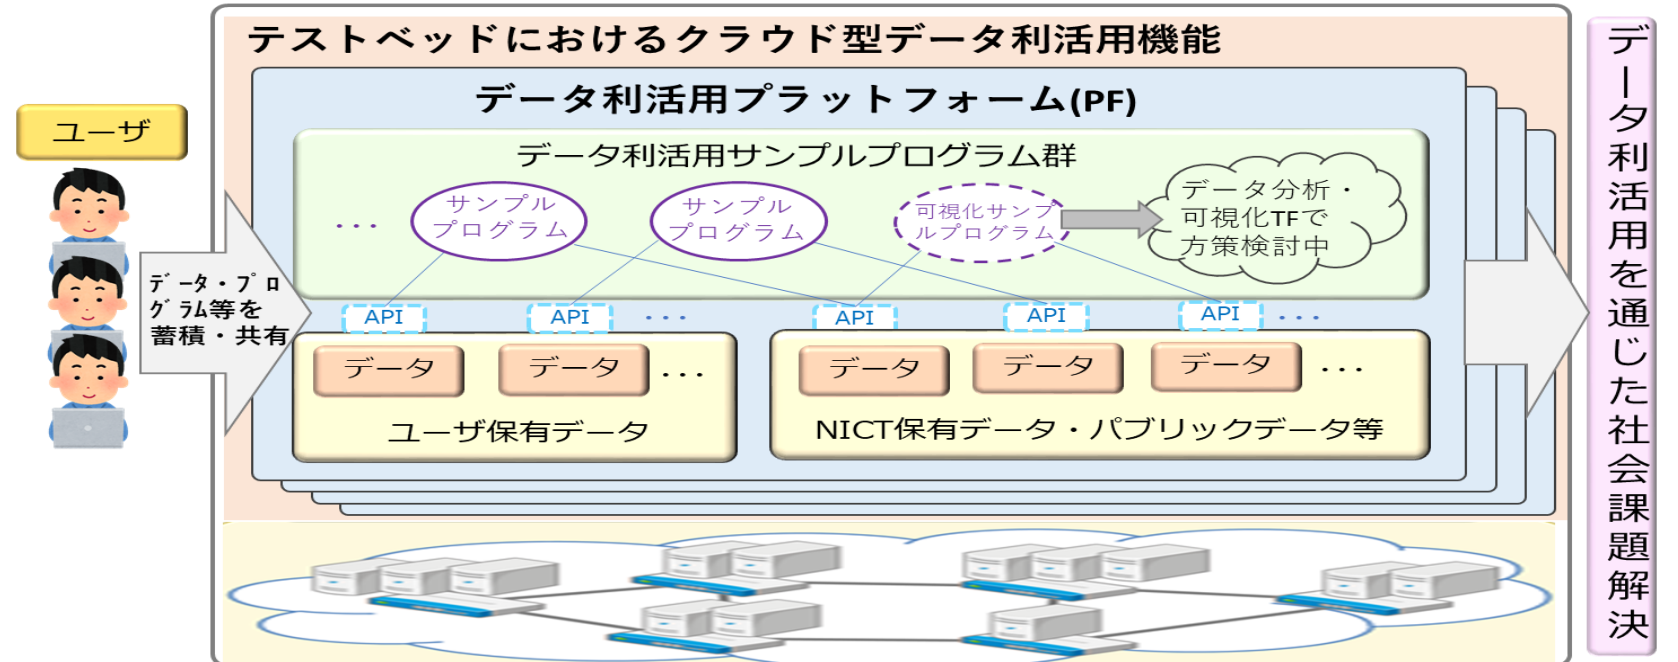 テストベッドにおけるクラウド型データ利活用機能
データ利活用プラットフォーム(PF)
ユーザ
データ利活用サンプルプログラム群
・・・
サンプル
プログラム
サンプル
プログラム
可視化サンプ
ルプログラム
データ分析・
可視化TFで
方策検討中
ﾃﾞｰﾀ・ﾌﾟﾛ
ｸﾞﾗﾑ等を
蓄積・共有
API
API
・・・
API
API
API
・・・
データ
データ
・・・
データ
データ
データ
・・・
ユーザ保有データ
NICT保有データ・パブリックデータ等
データ利活用を通じた社会課題解決